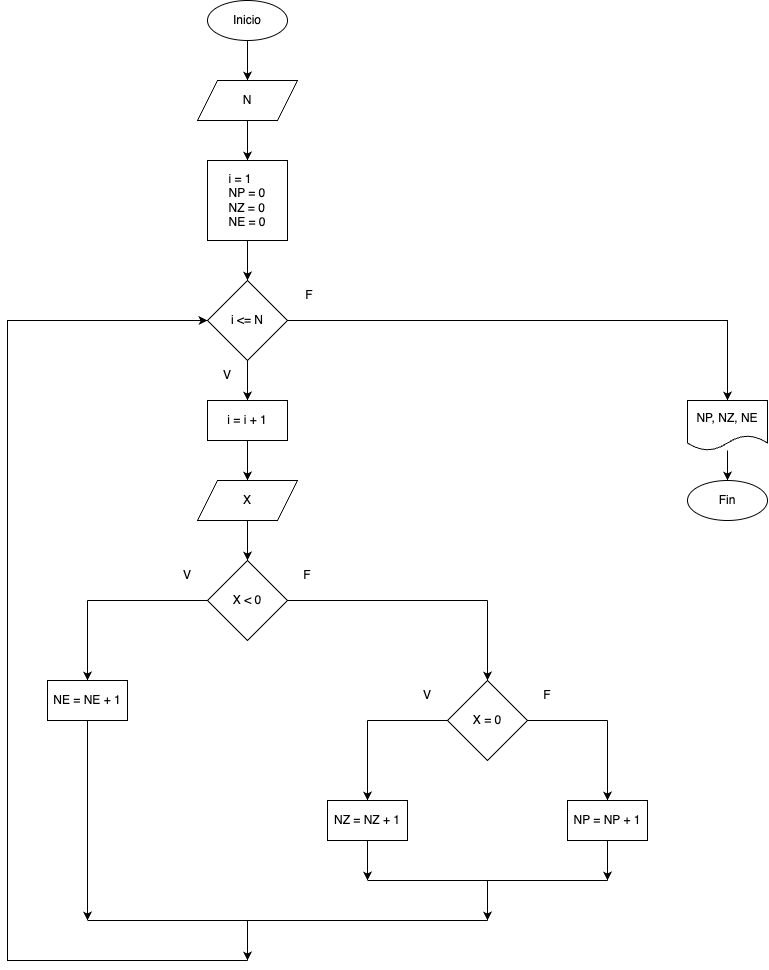 Inicio
N
i = 1
NP = 0
NZ = 0
NE = 0
F
i <= N
V
NP, NZ, NE
i = i + 1
X
Fin
V
F
X < 0
V
F
NE = NE + 1
X = 0
NZ = NZ + 1
NP = NP + 1